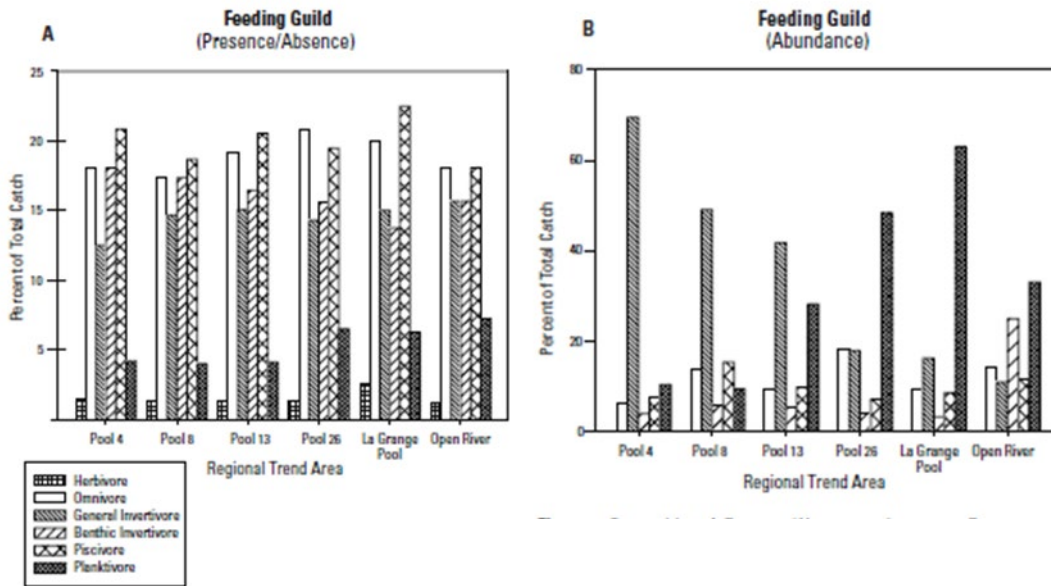 A
Feeding Guild
(Presence/Absence)
Percent of Total Catch
25
20
15
10
5
Pool 4
Pool 8
Pool 13
Pool 26
La Grange
Pool
Open River
Regional Trend Area
Herbivore
Omnivore
General Invertivore
Benthic Invertivore
Piscivore
Planktivore
B
Feeding Guild
(Abundance)
Percent of Total Catch
80
60
40
20
0
Pool 4
Pool 8
Pool 13
Pool 26
La Grange
Pool
Open River
Regional Trend Area